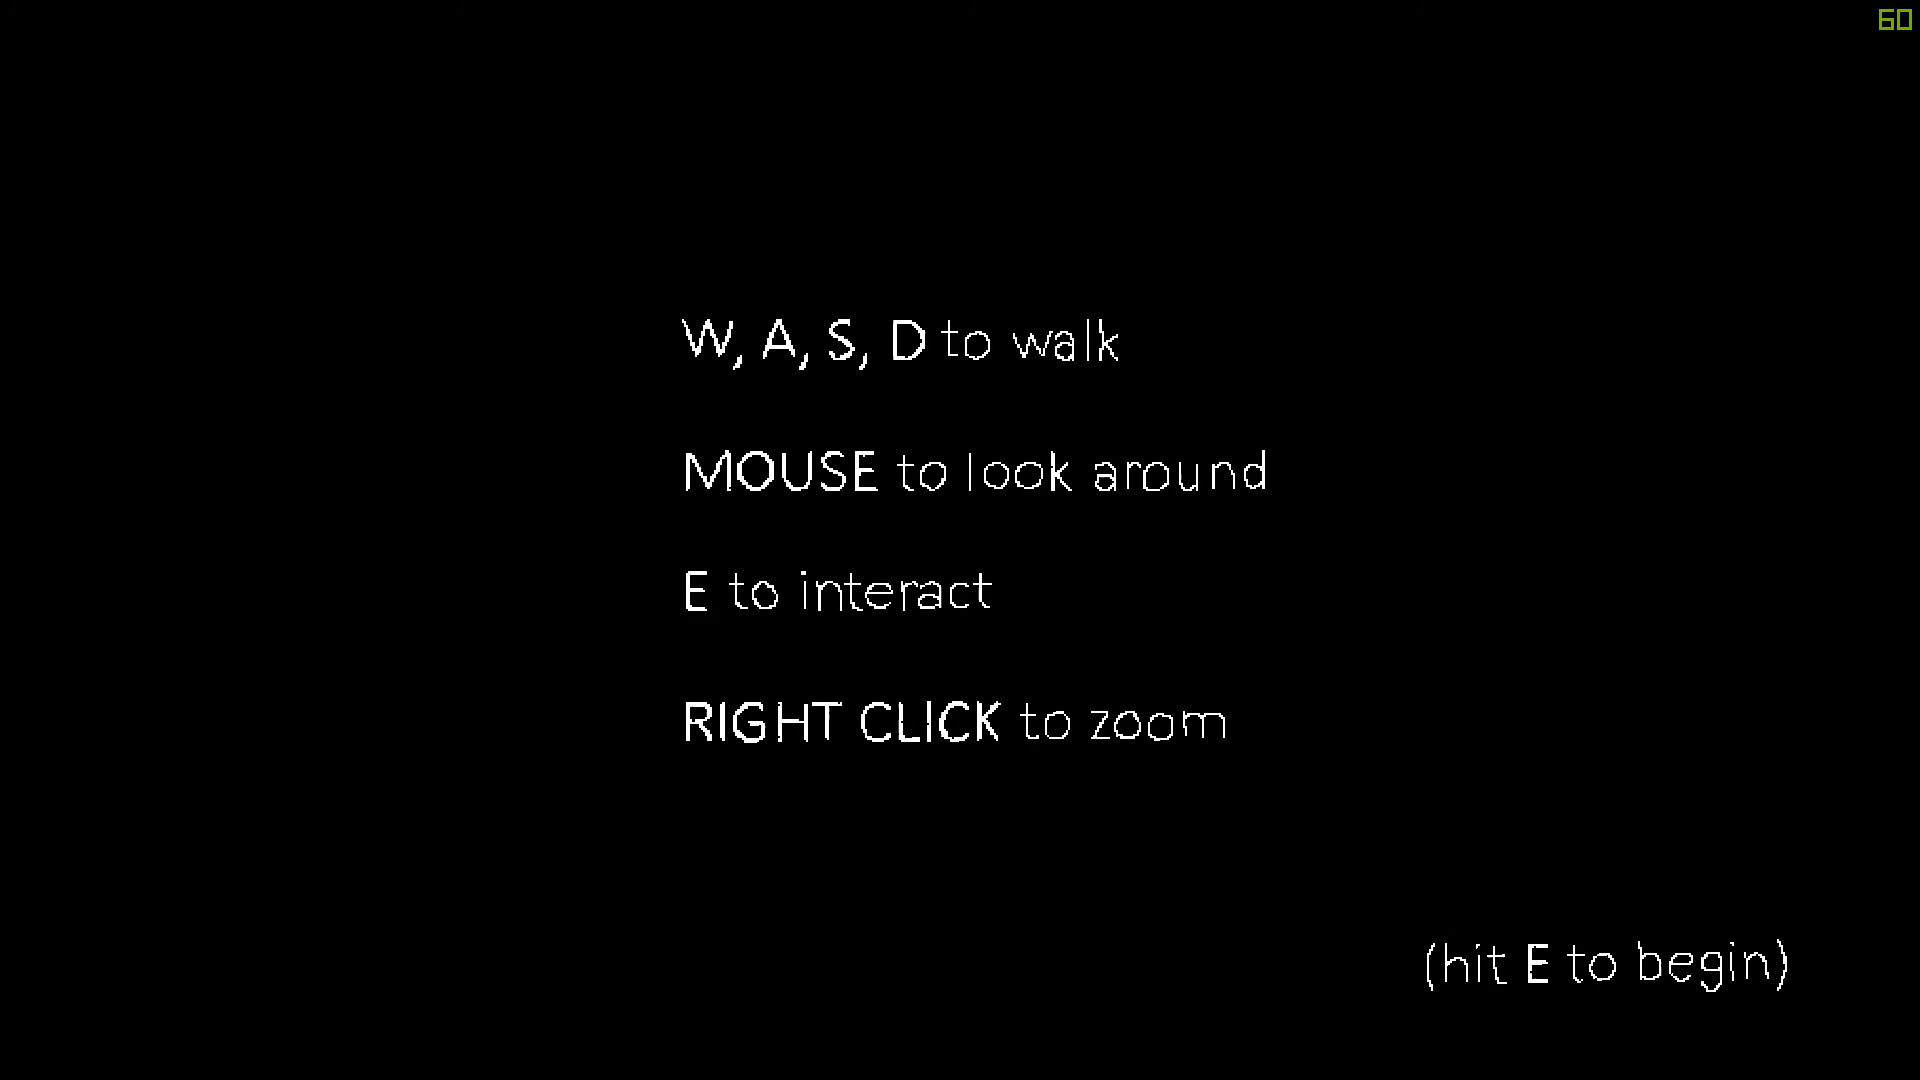 60
W, A, S, D to walk
MOUSE to look around
E to interact
RIGHT CLICK to zoom
(hit E to begin)